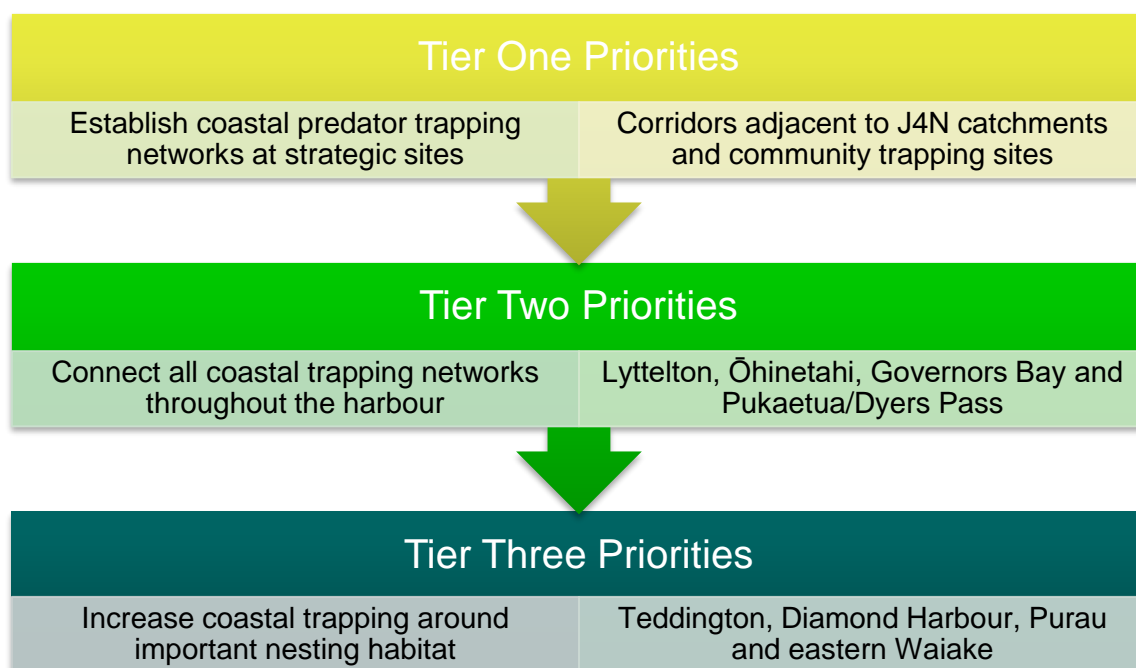 Tier One Priorities
Establish coastal predator trapping
networks at strategic sites
Corridors adjacent to J4N catchments
and community trapping sites
Tier Two Priorities
Connect all coastal trapping networks
throughout the harbour
Lyttelton, Ōhinetahi, Governors Bay and
Pukaetua/Dyers Pass
Tier Three Priorities
Increase coastal trapping around
important nesting habitat
Teddington, Diamond Harbour, Purau
and eastern Waiake